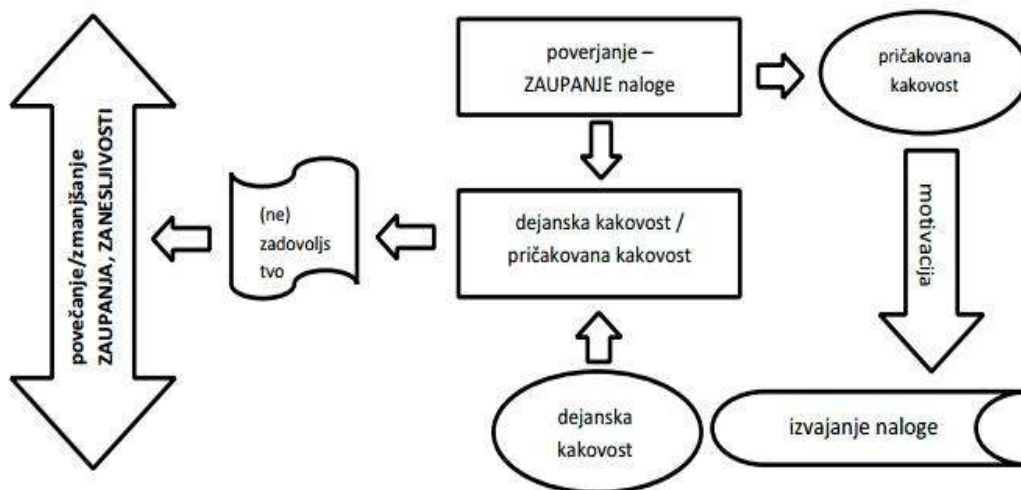 poverjanje –
ZAUPANJE naloge
pričakovana
kakovost
motivacija
izvajanje naloge
dejanska
kakovost
dejanska kakovost /
pričakovana kakovost
(ne)
zadovoljs
tvo
povečanje/zmanjšanje
ZAUPANJA, ZANESLJIVOSTI